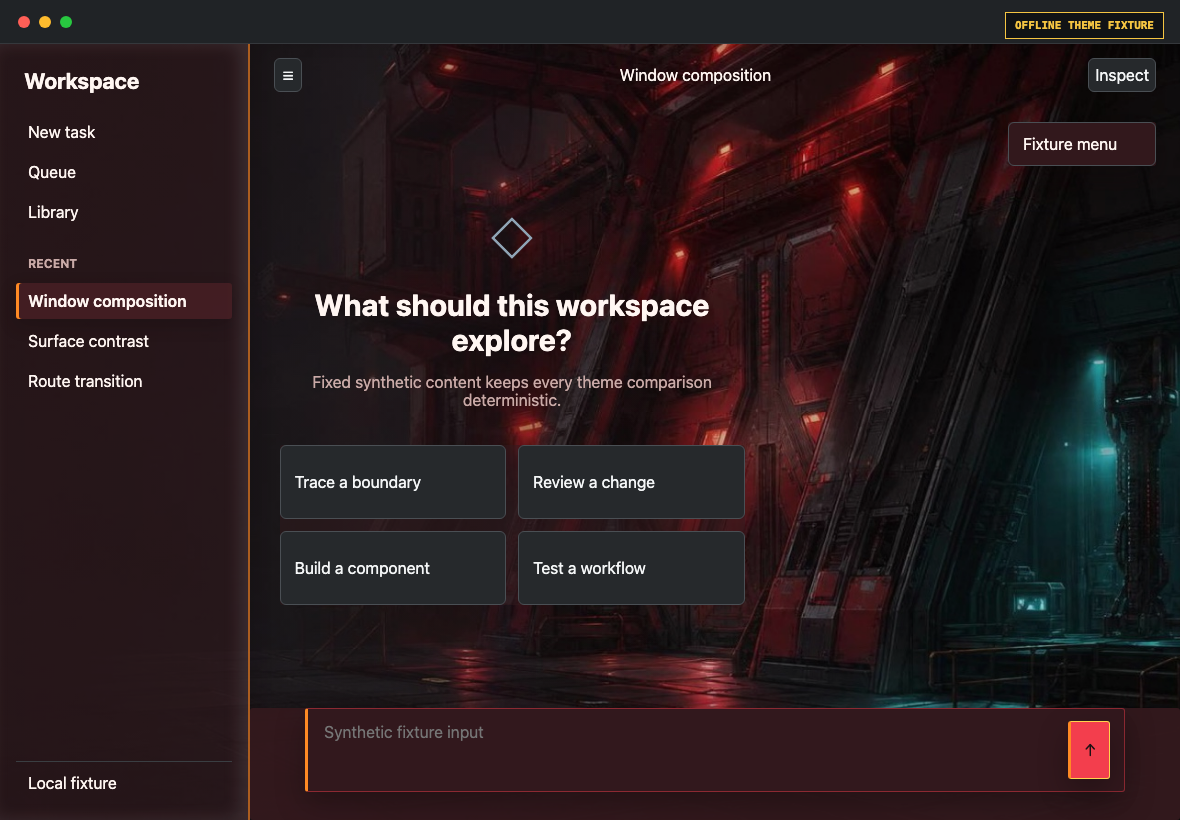 OFFLINE THEME FIXTURE
Workspace
New task
Queue
Library
RECENT
Window composition
Surface contrast
Route transition
Local fixture
Window composition
Inspect
Fixture menu
What should this workspace
explore?
Fixed synthetic content keeps every theme comparison
deterministic.
Trace a boundary
Review a change
Build a component
Test a workflow
Synthetic fixture input